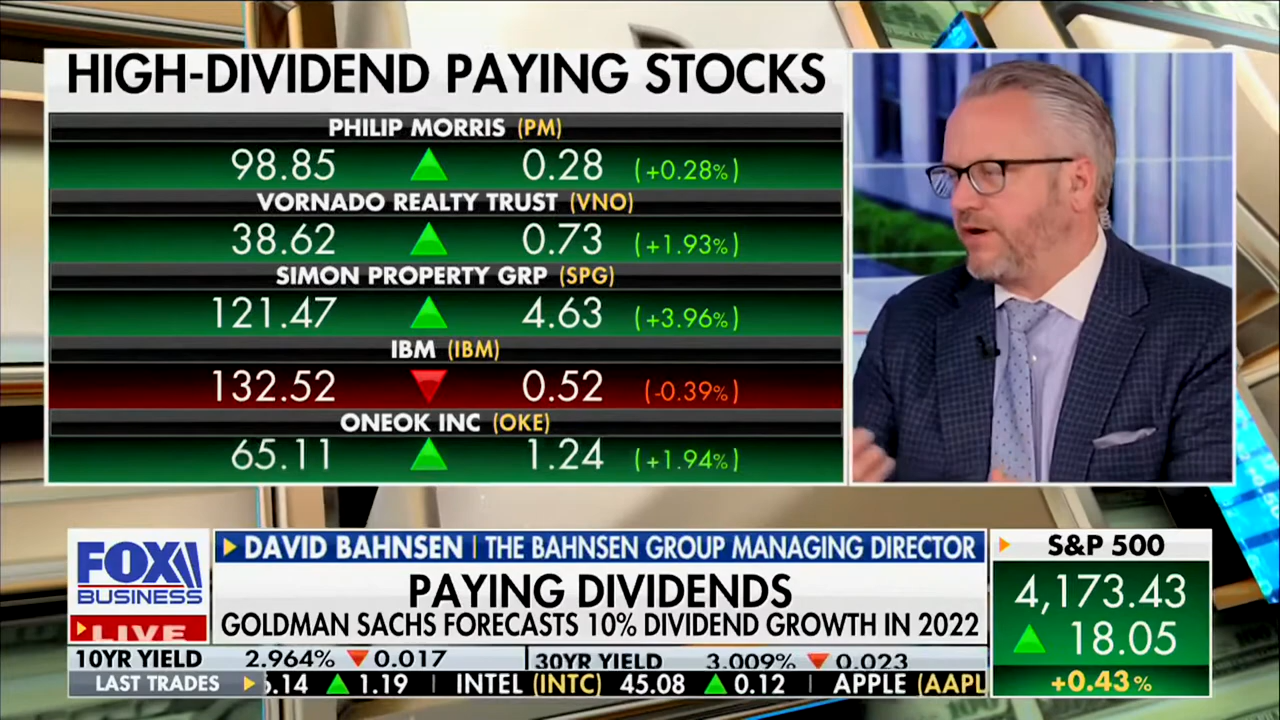 HIGH-DIVIDEND PAYING STOCKS
PHILIP MORRIS (PM)
98.85 0.28 (+0.28%)
VORNADO REALTY TRUST (VNO)
38.62 0.73 (+1.93%)
SIMON PROPERTY GRP (SPG)
121.47 4.63 (+3.96%)
IBM (IBM)
132.52 0.52 (-0.39%)
ONEOK INC (OKE)
65.11 1.24 (+1.94%)
FOX
BUSINESS
LIVE
DAVID BAHNSEN | THE BAHNSEN GROUP MANAGING DIRECTOR
PAYING DIVIDENDS
GOLDMAN SACHS FORECASTS 10% DIVIDEND GROWTH IN 2022
S&P 500
4,173.43
18.05
+0.43%
10YR YIELD 2.964% 0.017 30YR YIELD 3.009% 0.023
LAST TRADES .14 1.19 | INTEL (INTC) 45.08 0.12 | APPLE (AAPL